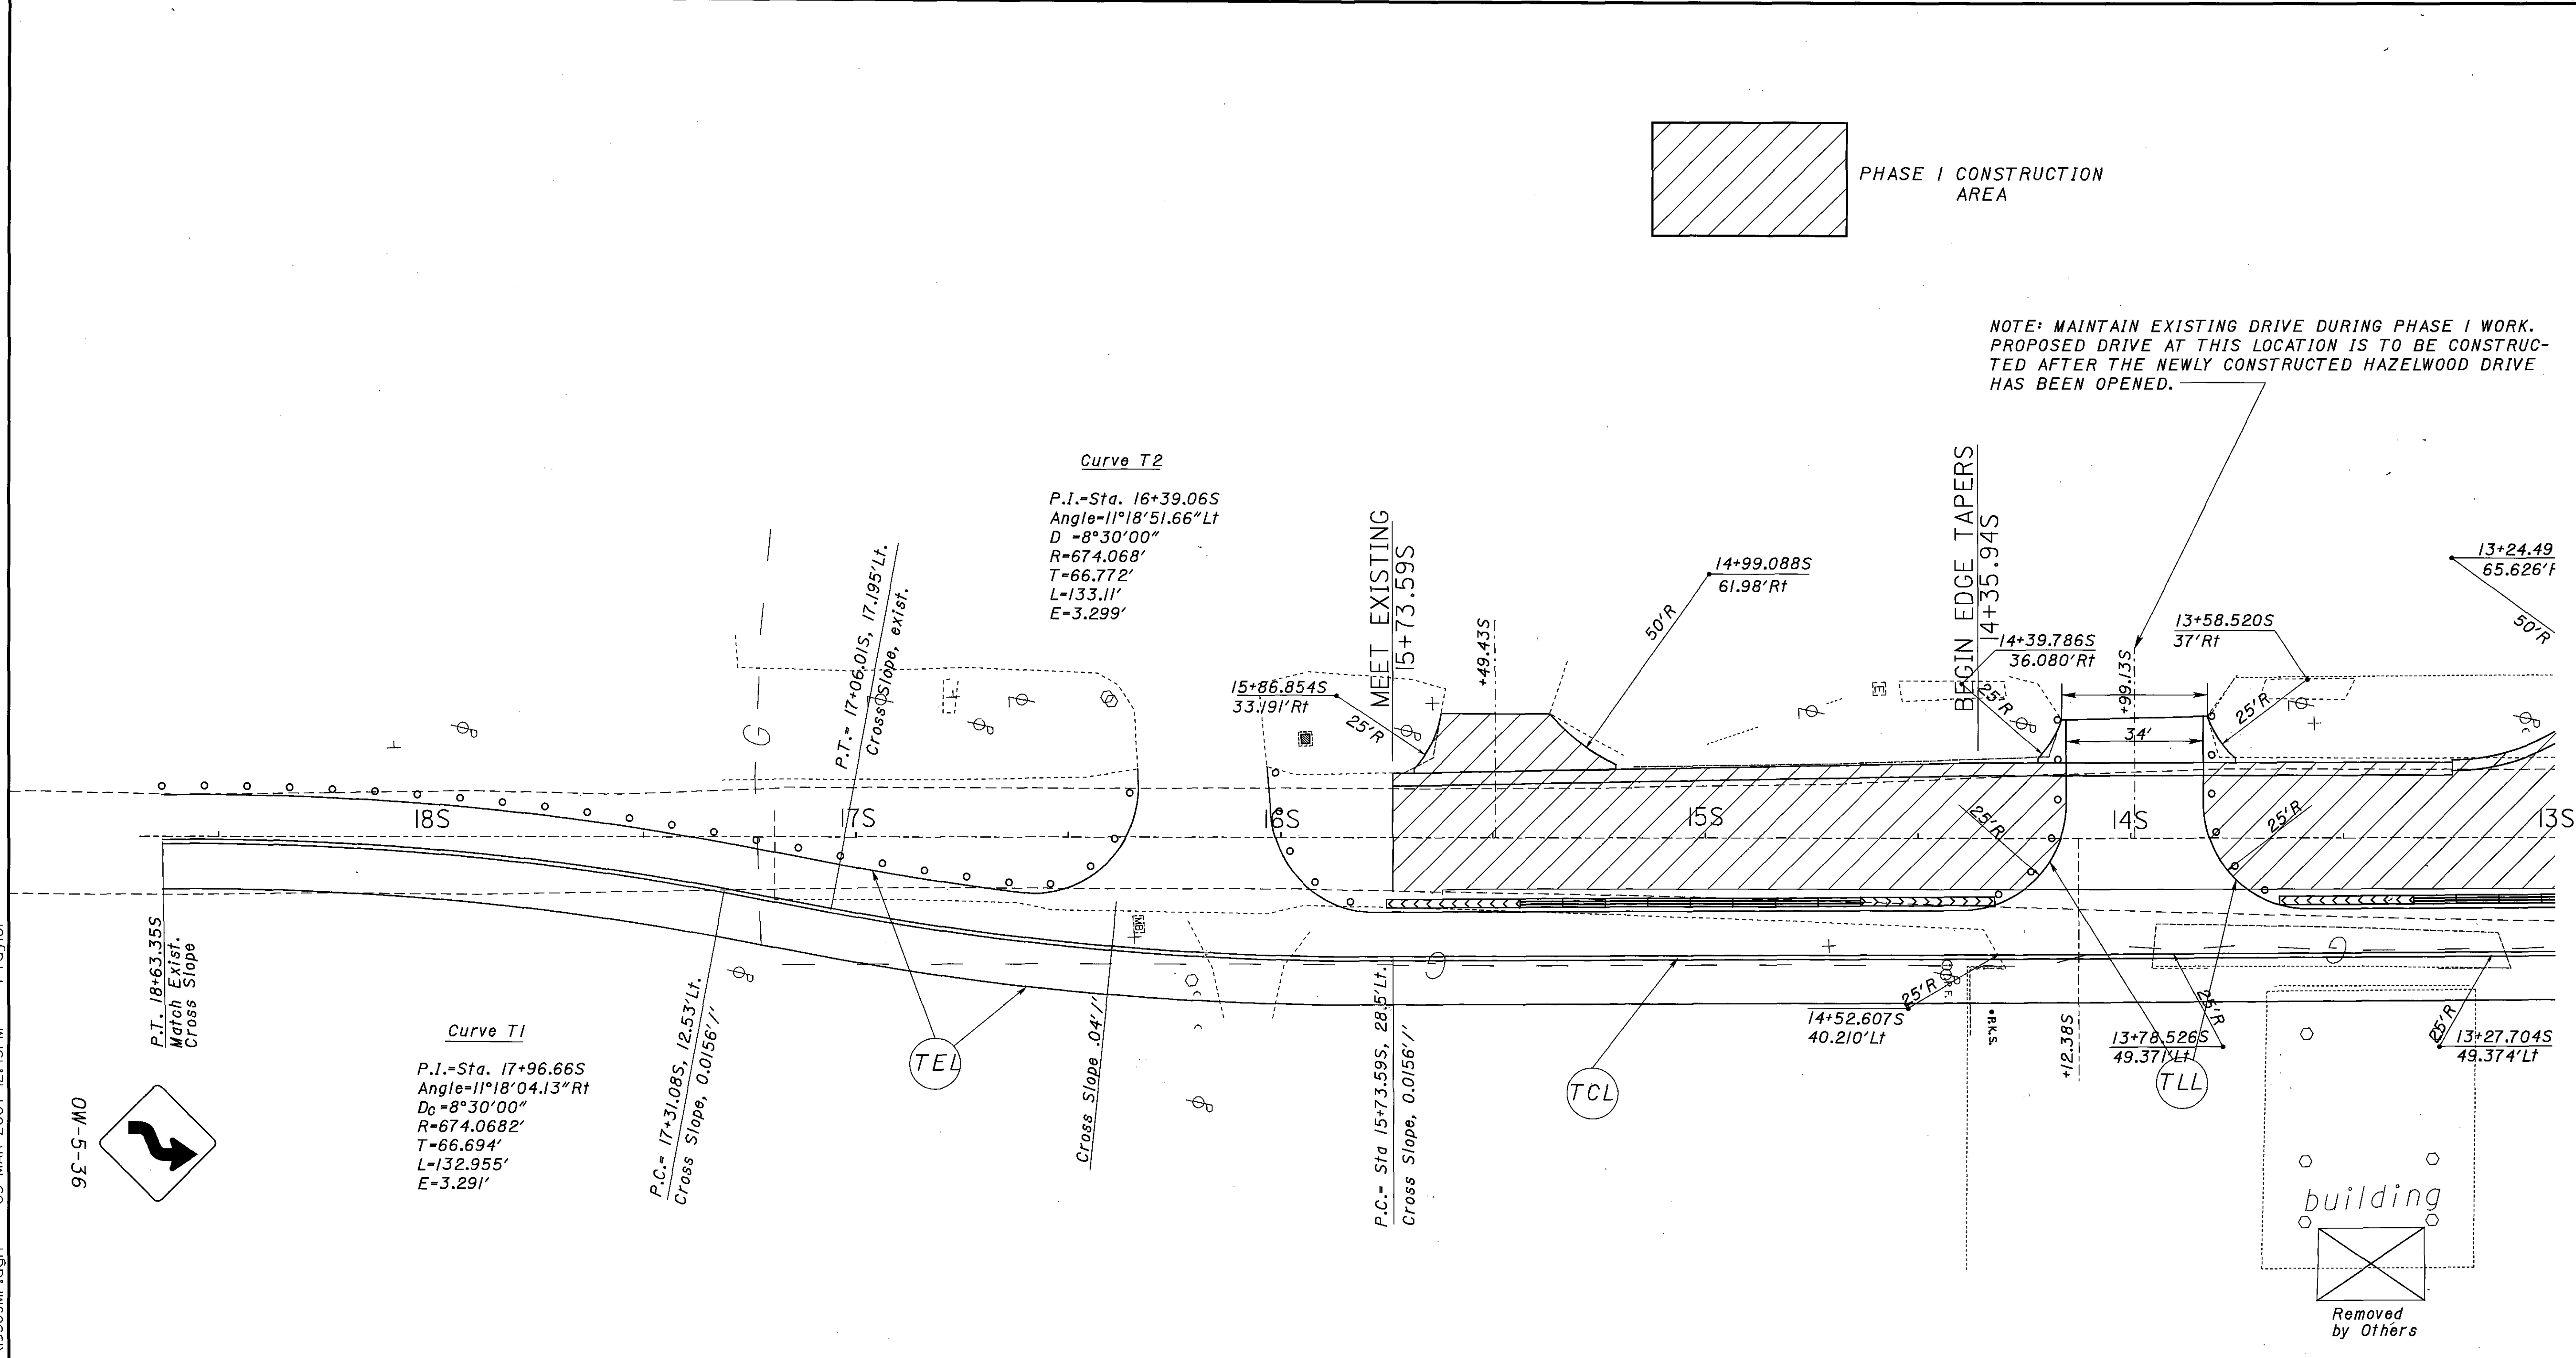 PHASE 1 CONSTRUCTION
AREA
NOTE: MAINTAIN EXISTING DRIVE DURING PHASE 1 WORK.
PROPOSED DRIVE AT THIS LOCATION IS TO BE CONSTRUC-
TED AFTER THE NEWLY CONSTRUCTED HAZELWOOD DRIVE
HAS BEEN OPENED.
Curve T2
P.I.=Sta. 16+39.06S
Angle=11°18'51.66"Lt
D =8°30'00"
R=674.068'
T=66.772'
L=133.11'
E=3.299'
P.T.= 17+06.01S, 17.195'Lt.
Cross Slope, exist.
MEET EXISTING
15+73.59S
BEGIN EDGE TAPERS
14+35.94S
15+86.854S
33.191'Rt
25'R
+49.43S
14+99.088S
61.98'Rt
50'R
14+39.786S
36.080'Rt
25'R
+99.13S
34'
13+58.520S
37'Rt
25'R
13+24.49
65.626'
50'R
E
G
18S
17S
16S
15S
14S
13S
25'R
25'R
G
G
P.T. 18+63.35S
Match Exist.
Cross Slope
P.C.= 17+31.08S, 12.53'Lt.
Cross Slope, 0.0156'/'
TEL
Cross Slope .04'/'
P.C.= Sta 15+73.59S, 28.5'Lt.
Cross Slope, 0.0156'/'
TCL
25'R
14+52.607S
40.210'Lt
R.K.S.
+12.38S
13+78.526S
49.371'Lt
25'R
TLL
25'R
13+27.704S
49.374'Lt
Curve T1
P.I.=Sta. 17+96.66S
Angle=11°18'04.13"Rt
Dc=8°30'00"
R=674.0682'
T=66.694'
L=132.955'
E=3.291'
OW-5-36
building
Removed
by Others